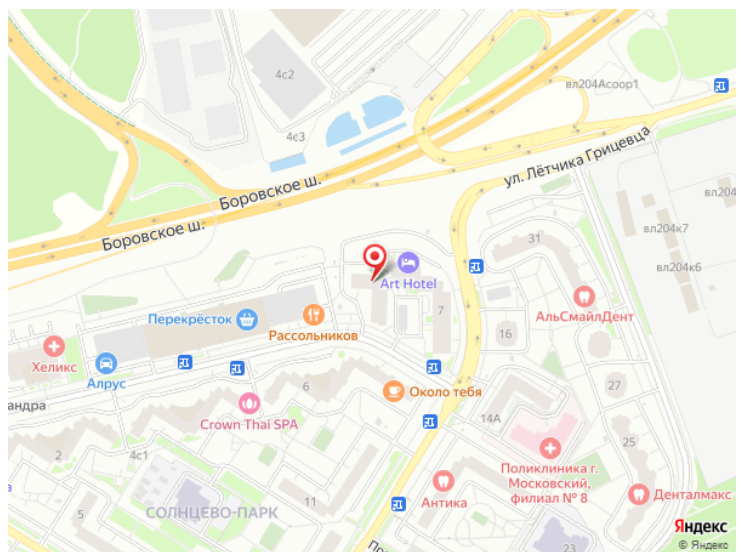 4с2
вл204Асоор1
4с3
ул. Лётчика Грицевца
Боровское ш.
Боровское ш.
вл204
вл204к7
вл204к6
31
Art Hotel
АльСмайлДент
Перекрёсток
7
Рассольников
16
Хеликс
Алрус
андра
6
Около тебя
27
Crown Thai SPA
14А
25
2
4с1
Поликлиника г.
Московский,
филиал № 8
Антика
Денталмакс
11
5
СОЛНЦЕВО-ПАРК
23
Яндекс
© Яндекс